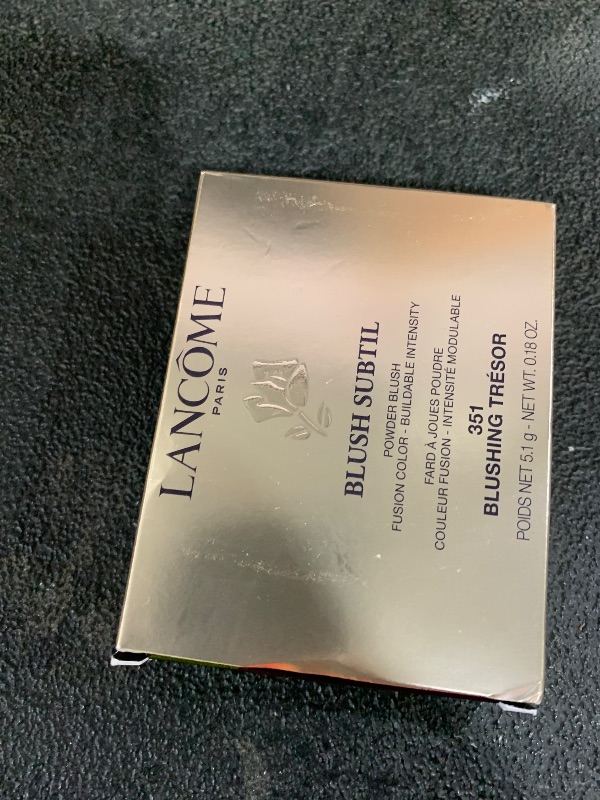 LANCÔME
PARIS
BLUSH SUBTIL
POWDER BLUSH
FUSION COLOR - BUILDABLE INTENSITY
FARD À JOUES POUDRE
COULEUR FUSION - INTENSITÉ MODULABLE
351
BLUSHING TRÉSOR
POIDS NET 5.1 g - NET WT. 0.18 OZ.